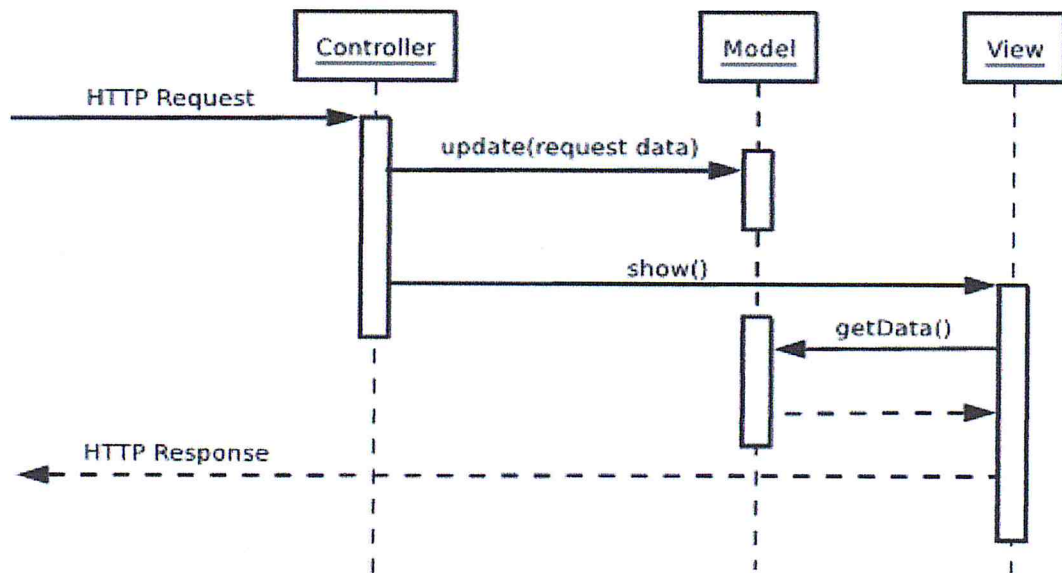 Controller
Model
View
HTTP Request
update(request data)
show()
getData()
HTTP Response